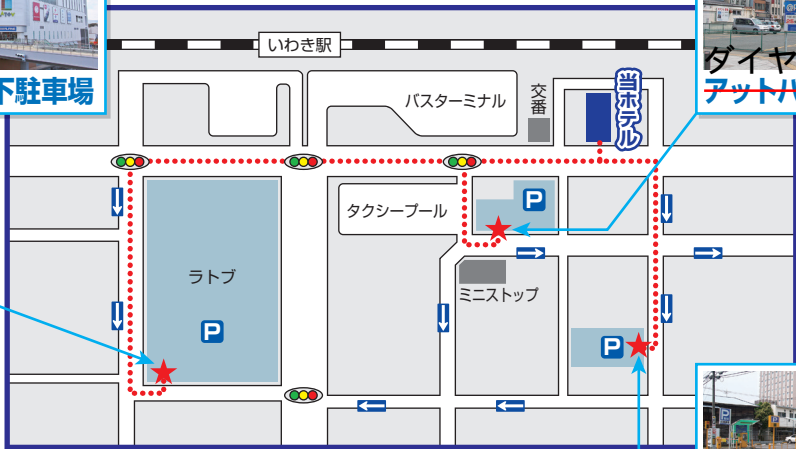 いわき駅
下駐車場
ダイヤ
アットパ
交番
当ホテル
バスターミナル
P
タクシープール
ラトブ
ミニストップ
P
P